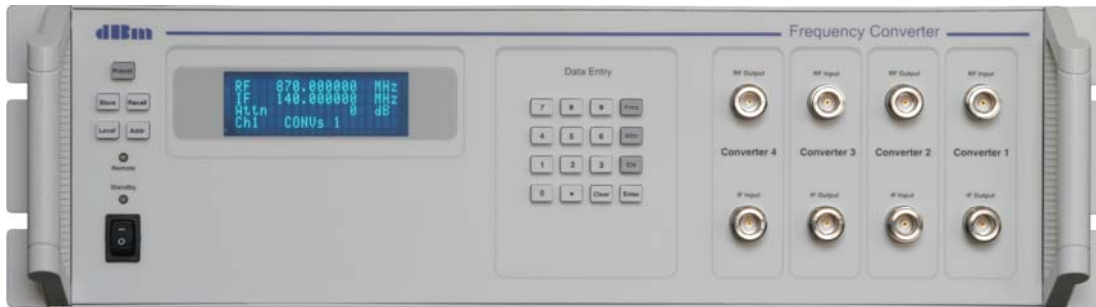 dBm
Frequency Converter
Preset
Store Recall
Local Addr
Remote
Standby
RF 870.000000 MHz
IF 140.000000 MHz
Attn 0 dB
Ch1 CONVs 1
Data Entry
7 8 9 Freq
4 5 6 Attn
1 2 3 CH
0 • Clear Enter
RF Output RF Input RF Output RF Input
Converter 4 Converter 3 Converter 2 Converter 1
IF Input IF Output IF Input IF Output